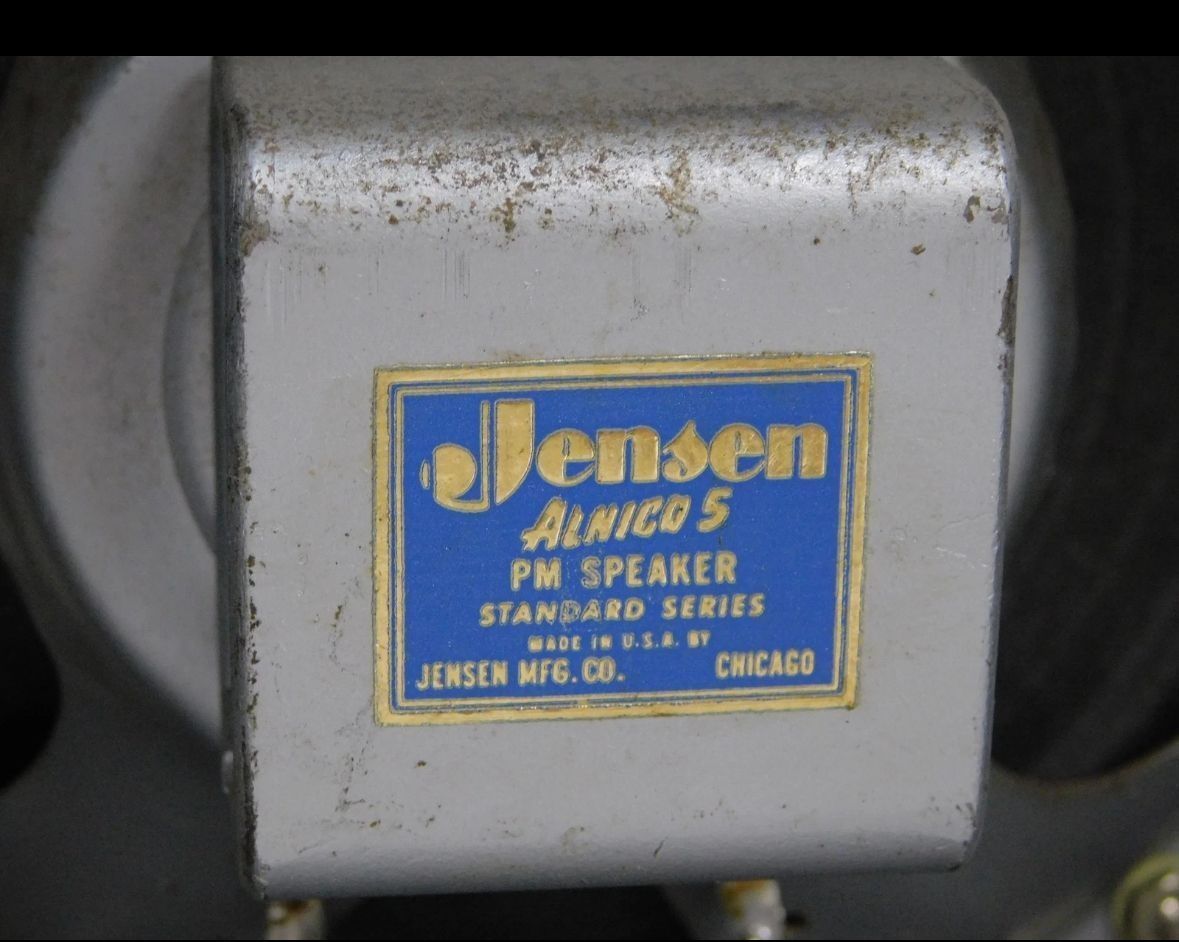 Jensen
ALNICO 5
PM SPEAKER
STANDARD SERIES
MADE IN U.S.A. BY
JENSEN MFG. CO. CHICAGO